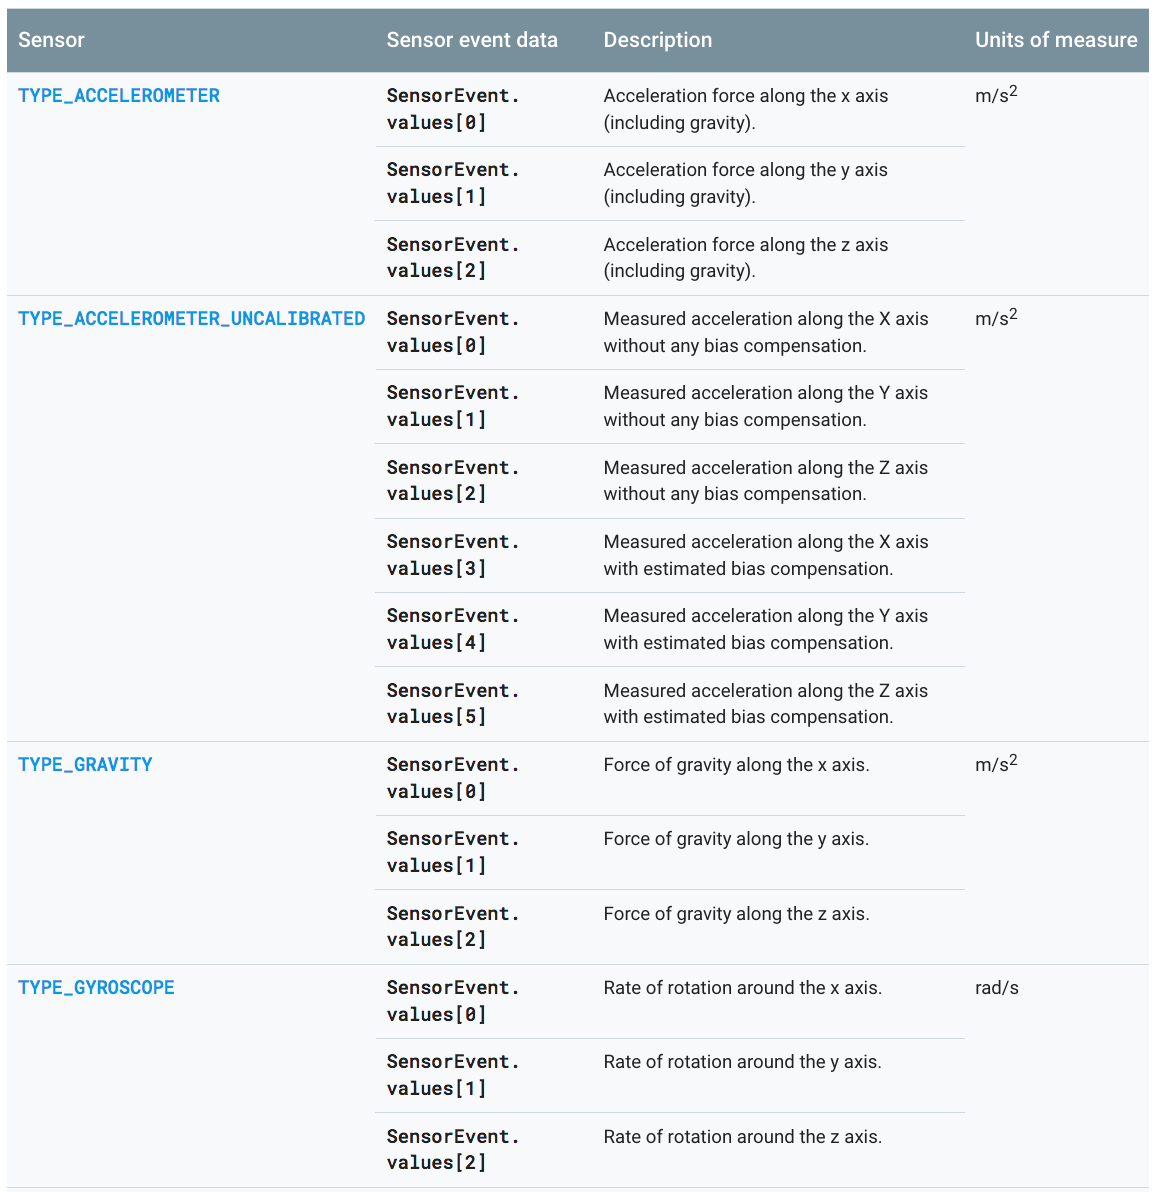 Sensor Sensor event data Description Units of measure
TYPE_ACCELEROMETER SensorEvent. Acceleration force along the x axis m/s2
values[0] (including gravity).
SensorEvent. Acceleration force along the y axis
values[1] (including gravity).
SensorEvent. Acceleration force along the z axis
values[2] (including gravity).
TYPE_ACCELEROMETER_UNCALIBRATED SensorEvent. Measured acceleration along the X axis m/s2
values[0] without any bias compensation.
SensorEvent. Measured acceleration along the Y axis
values[1] without any bias compensation.
SensorEvent. Measured acceleration along the Z axis
values[2] without any bias compensation.
SensorEvent. Measured acceleration along the X axis
values[3] with estimated bias compensation.
SensorEvent. Measured acceleration along the Y axis
values[4] with estimated bias compensation.
SensorEvent. Measured acceleration along the Z axis
values[5] with estimated bias compensation.
TYPE_GRAVITY SensorEvent. Force of gravity along the x axis. m/s2
values[0]
SensorEvent. Force of gravity along the y axis.
values[1]
SensorEvent. Force of gravity along the z axis.
values[2]
TYPE_GYROSCOPE SensorEvent. Rate of rotation around the x axis. rad/s
values[0]
SensorEvent. Rate of rotation around the y axis.
values[1]
SensorEvent. Rate of rotation around the z axis.
values[2]